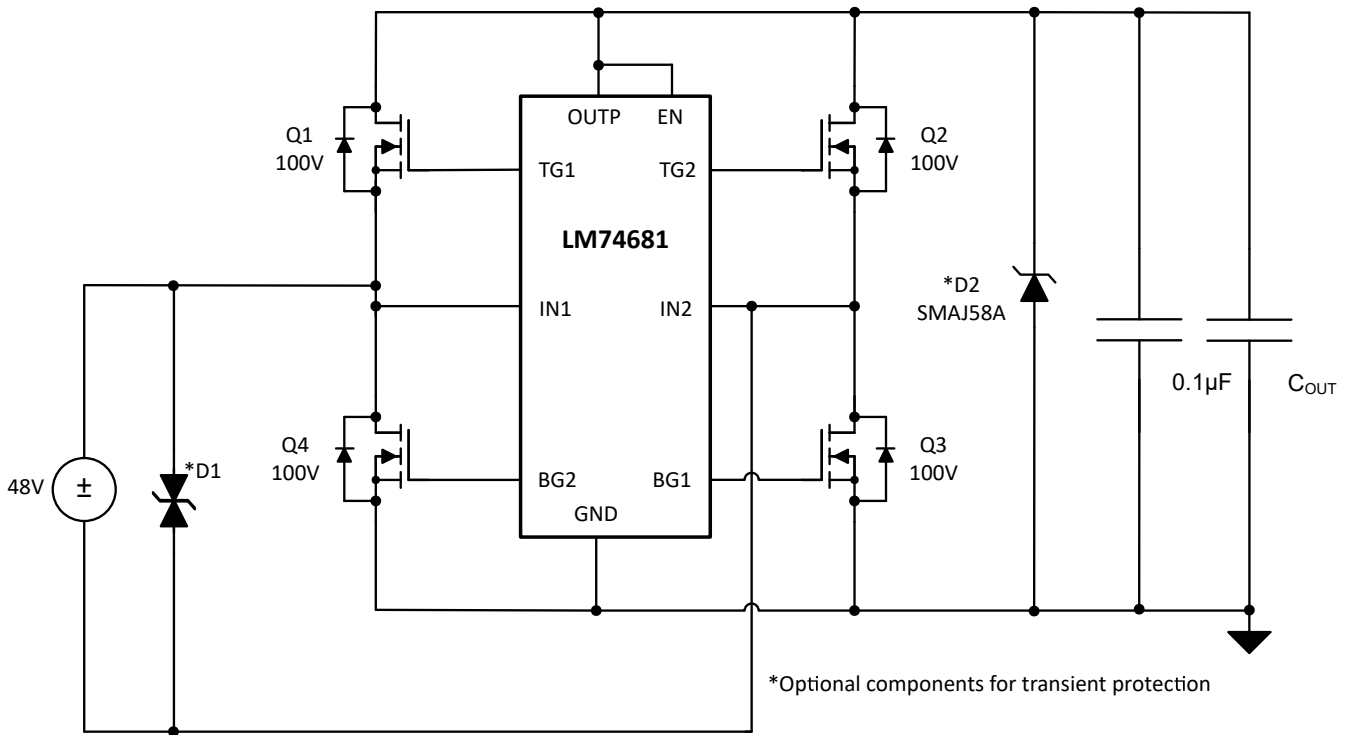 OUTP
EN
Q1
100V
TG1
TG2
Q2
100V
LM74681
IN1
IN2
*D2
SMAJ58A
0.1µF
COUT
48V
±
*D1
Q4
100V
BG2
BG1
Q3
100V
GND
*Optional components for transient protection